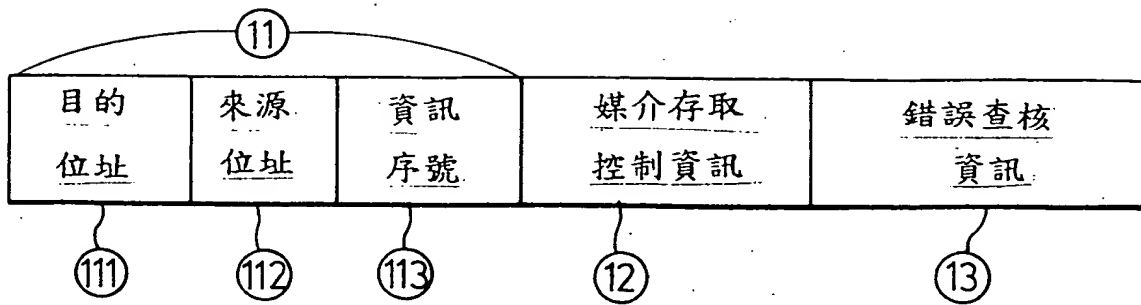 11
目的 來源 資訊 媒介存取 錯誤查核
位址 位址 序號 控制資訊 資訊
111 112 113 12 13